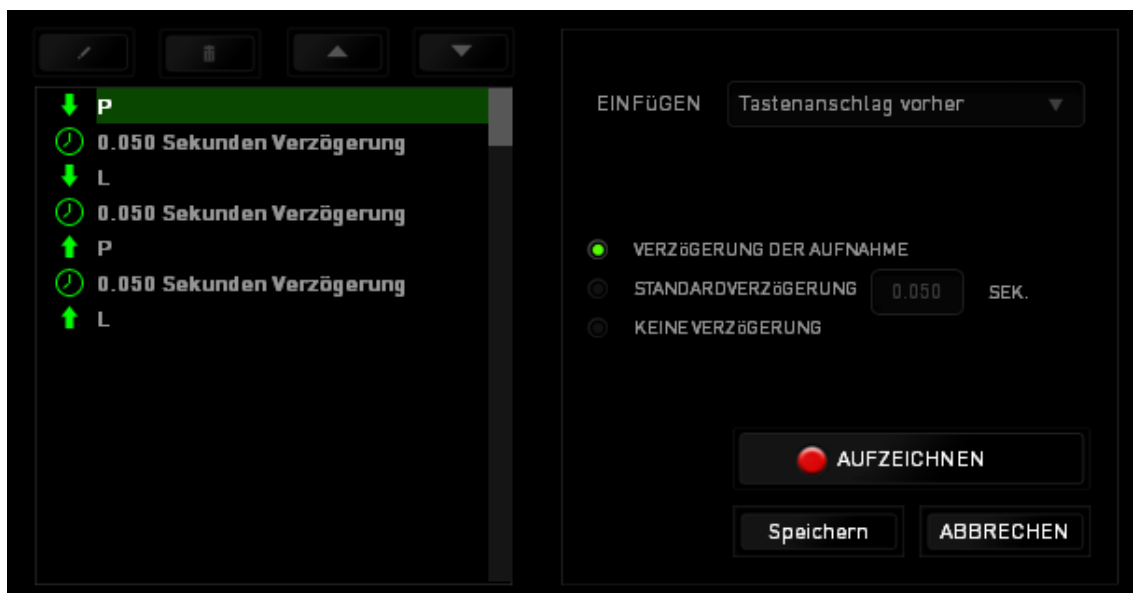 P
0.050 Sekunden Verzögerung
L
0.050 Sekunden Verzögerung
P
0.050 Sekunden Verzögerung
L
EINFüGEN Tastenanschlag vorher
VERZöGERUNG DER AUFNAHME
STANDARDVERZöGERUNG 0.050 SEK.
KEINE VERZöGERUNG
AUFZEICHNEN
Speichern ABBRECHEN